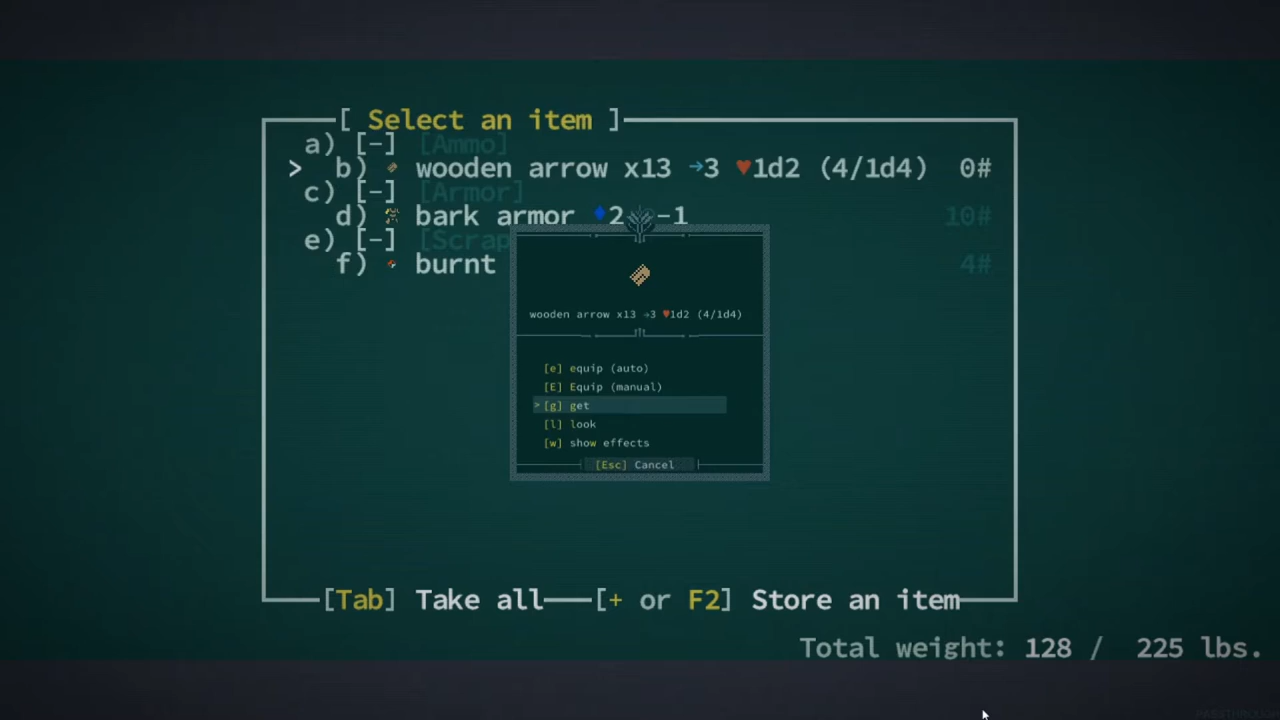 [ Select an item ]
a) [-] [Ammo]
> b) wooden arrow x13 →3 ♥1d2 (4/1d4) 0#
c) [-] [Armor]
d) bark armor ♦2 -1 10#
e) [-] [Scrap
f) burnt 4#
wooden arrow x13 →3 ♥1d2 (4/1d4)
[e] equip (auto)
[E] Equip (manual)
> [g] get
[l] look
[w] show effects
[Esc] Cancel
[Tab] Take all [+ or F2] Store an item
Total weight: 128 / 225 lbs.